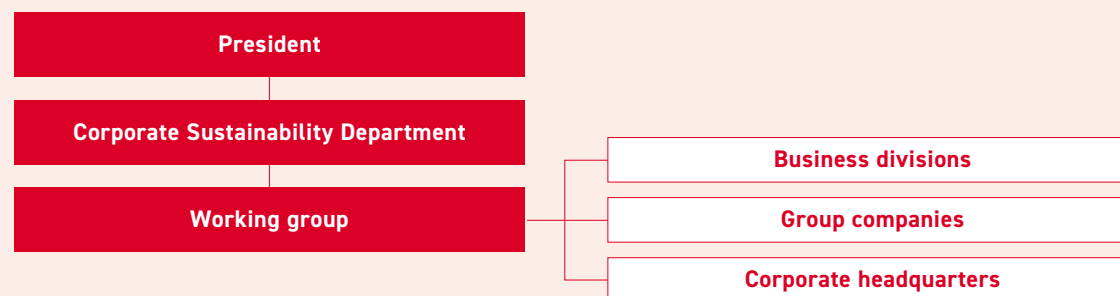 President
Corporate Sustainability Department
Working group
Business divisions
Group companies
Corporate headquarters